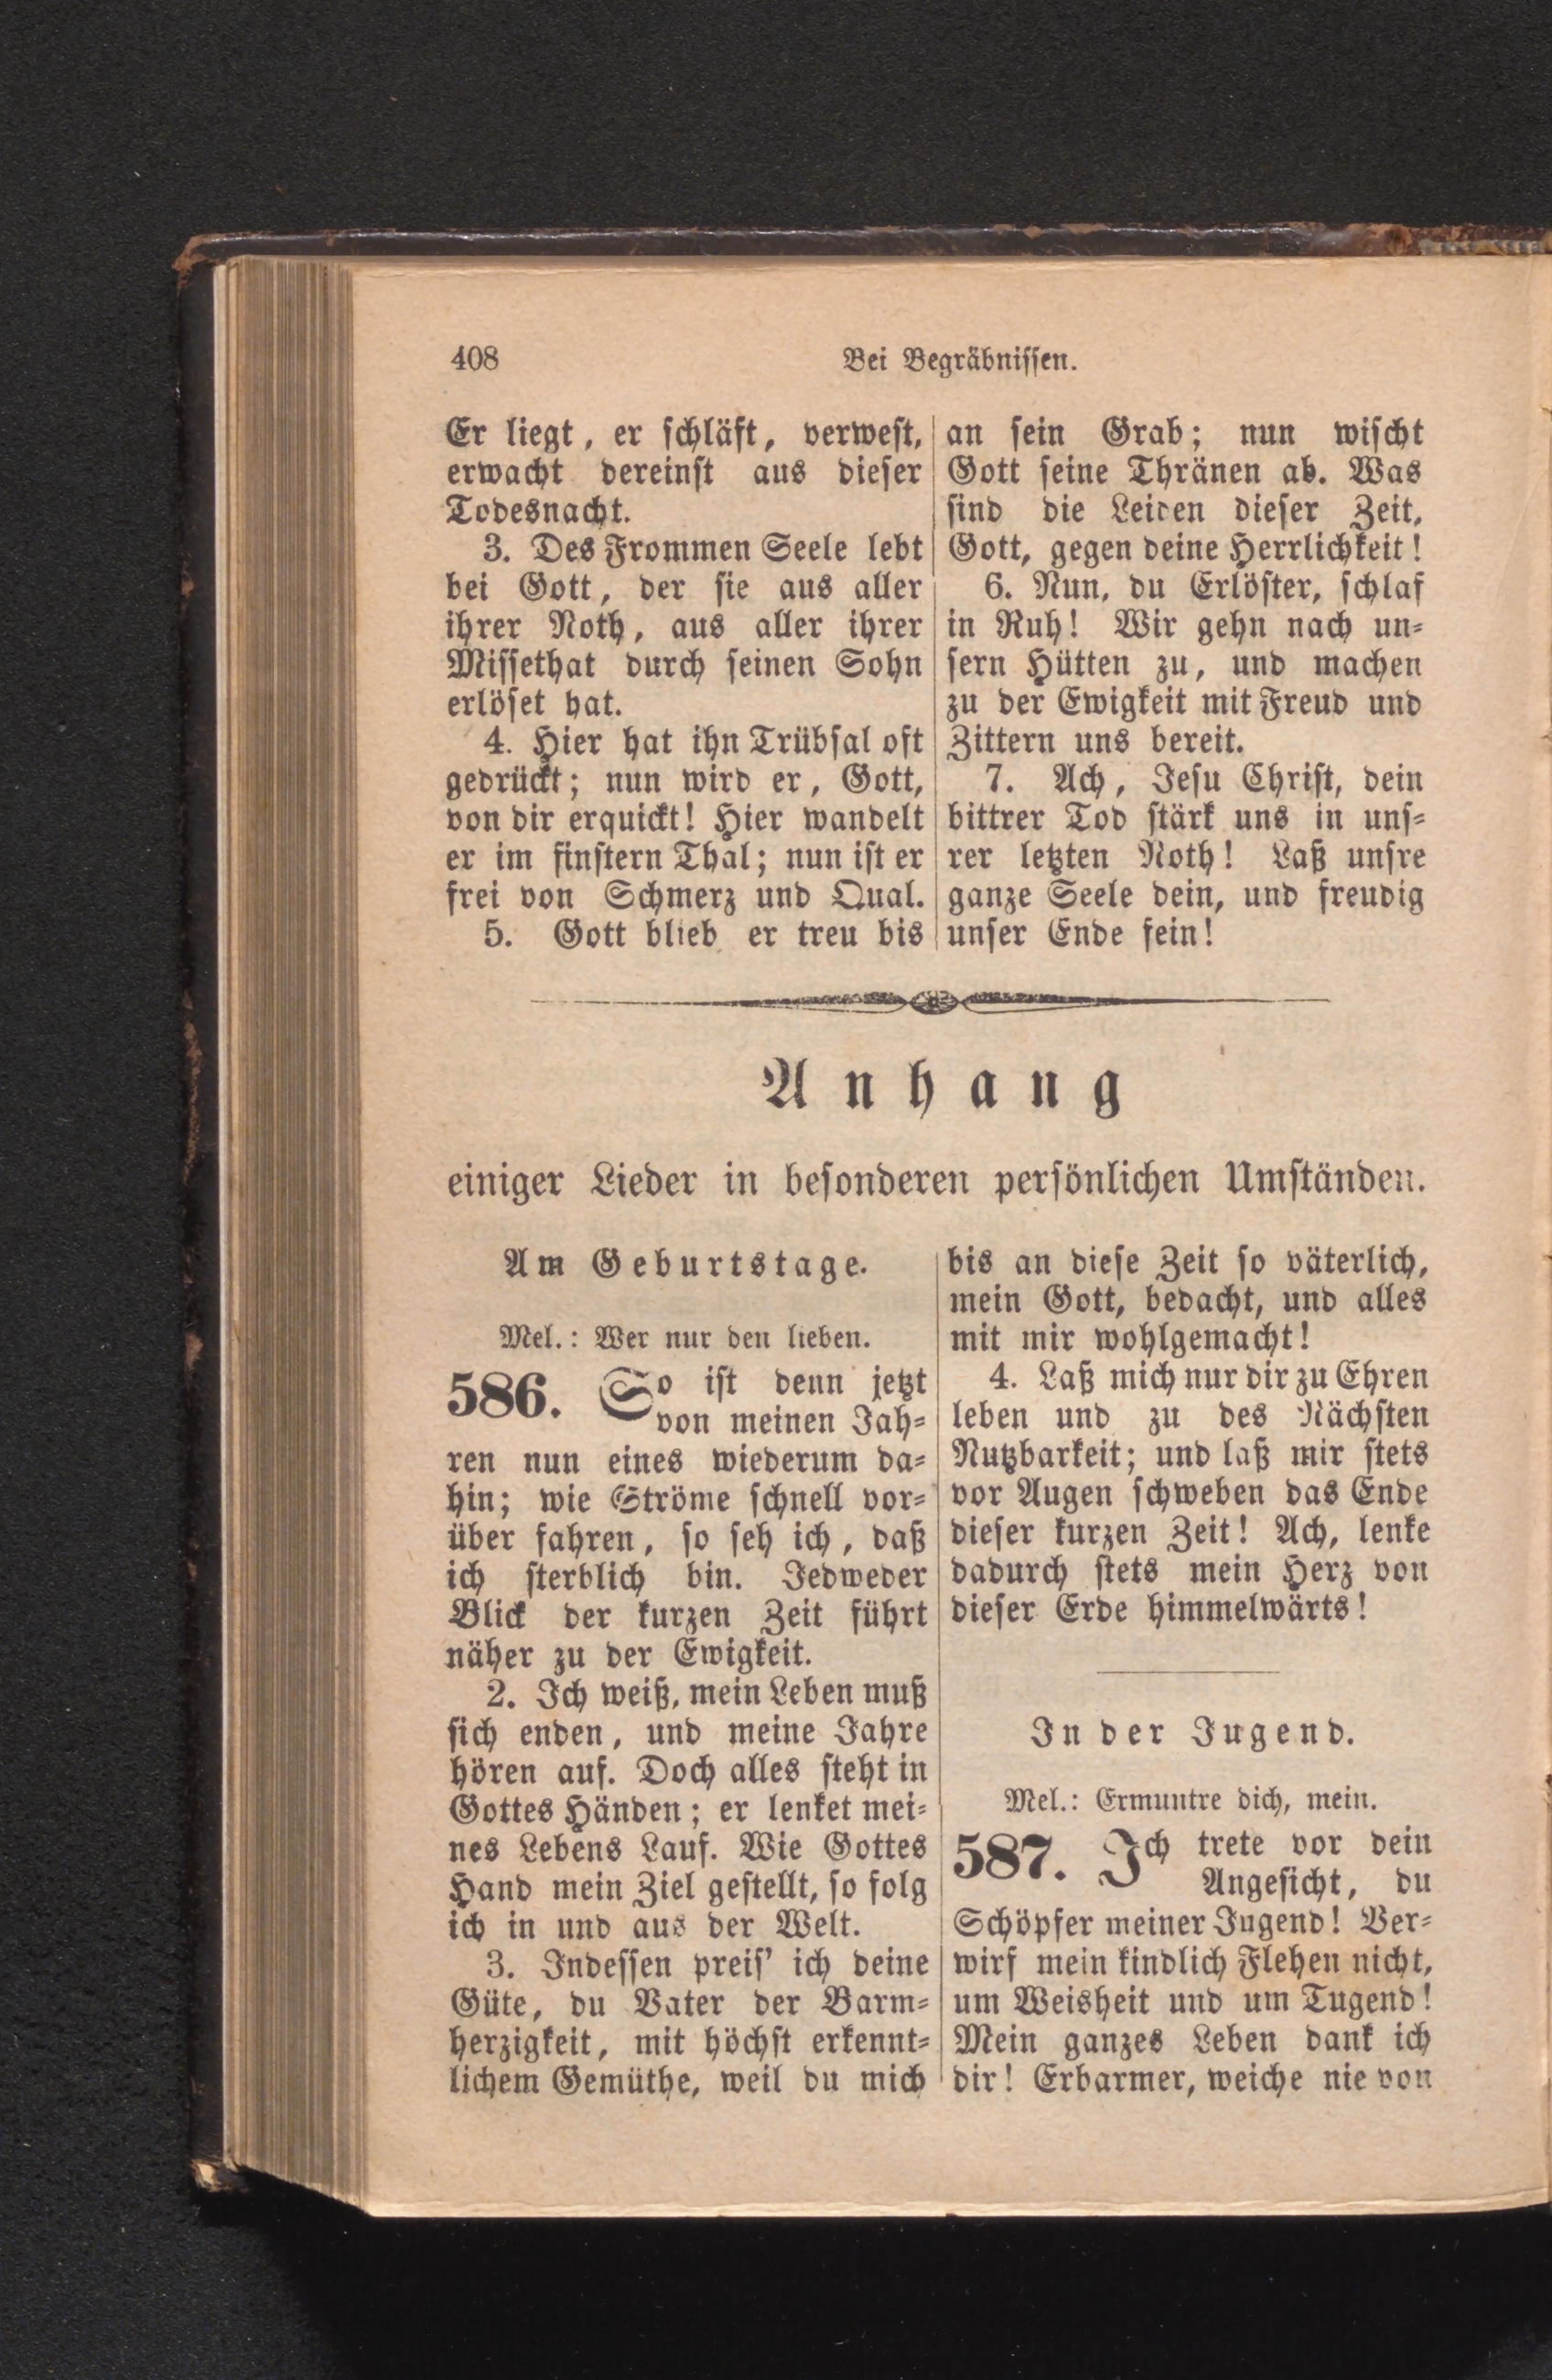 408
Bei Begräbnissen.
Er liegt, er schläft, verwest,
erwacht dereinst aus dieser
Todesnacht.
3. Des Frommen Seele lebt
bei Gott, der sie aus aller
ihrer Noth, aus aller ihrer
Missethat durch seinen Sohn
erlöset hat.
4. Hier hat ihn Trübsal oft
gedrückt; nun wird er, Gott,
von dir erquickt! Hier wandelt
er im finstern Thal; nun ist er
frei von Schmerz und Qual.
5. Gott blieb er treu bis
an sein Grab; nun wischt
Gott seine Thränen ab. Was
sind die Leiden dieser Zeit,
Gott, gegen deine Herrlichkeit!
6. Nun, du Erlöster, schlaf
in Ruh! Wir gehn nach un-
sern Hütten zu, und machen
zu der Ewigkeit mit Freud und
Zittern uns bereit.
7. Ach, Jesu Christ, dein
bittrer Tod stärk uns in uns-
rer letzten Noth! Laß unsre
ganze Seele dein, und freudig
unser Ende sein!
Anhang
einiger Lieder in besonderen persönlichen Umständen.
Am Geburtstage.
Mel.: Wer nur den lieben.
586. So ist denn jetzt
von meinen Jah-
ren nun eines wiederum da-
hin; wie Ströme schnell vor-
über fahren, so seh ich, daß
ich sterblich bin. Jedweder
Blick der kurzen Zeit führt
näher zu der Ewigkeit.
2. Ich weiß, mein Leben muß
sich enden, und meine Jahre
hören auf. Doch alles steht in
Gottes Händen; er lenket mei-
nes Lebens Lauf. Wie Gottes
Hand mein Ziel gestellt, so folg
ich in und aus der Welt.
3. Indessen preis' ich deine
Güte, du Vater der Barm-
herzigkeit, mit höchst erkennt-
lichem Gemüthe, weil du mich
bis an diese Zeit so väterlich,
mein Gott, bedacht, und alles
mit mir wohlgemacht!
4. Laß mich nur dir zu Ehren
leben und zu des Nächsten
Nutzbarkeit; und laß mir stets
vor Augen schweben das Ende
dieser kurzen Zeit! Ach, lenke
dadurch stets mein Herz von
dieser Erde himmelwärts!
In der Jugend.
Mel.: Ermuntre dich, mein.
587. Ich trete vor dein
Angesicht, du
Schöpfer meiner Jugend! Ver-
wirf mein kindlich Flehen nicht,
um Weisheit und um Tugend!
Mein ganzes Leben dank ich
dir! Erbarmer, weiche nie von